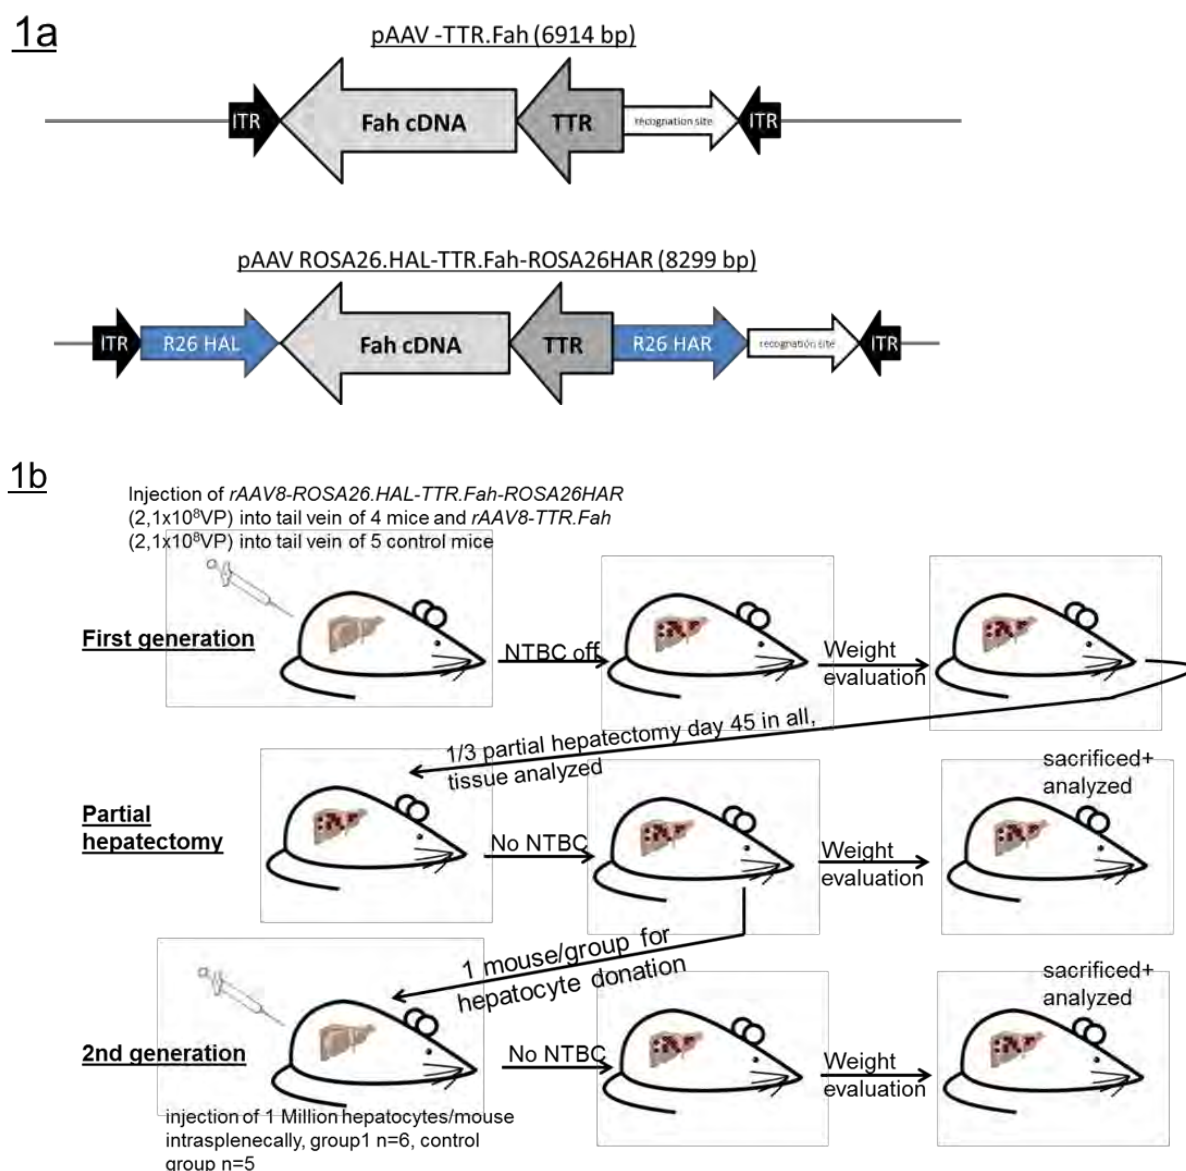 1a
pAAV -TTR.Fah (6914 bp)
ITR Fah cDNA TTR recognation site ITR
pAAV ROSA26.HAL-TTR.Fah-ROSA26HAR (8299 bp)
ITR R26 HAL Fah cDNA TTR R26 HAR recognation site ITR
1b
Injection of rAAV8-ROSA26.HAL-TTR.Fah-ROSA26HAR
(2,1x10⁸VP) into tail vein of 4 mice and rAAV8-TTR.Fah
(2,1x10⁸VP) into tail vein of 5 control mice
First generation
NTBC off
Weight
evaluation
1/3 partial hepatectomy day 45 in all,
tissue analyzed
Partial
hepatectomy
No NTBC
Weight
evaluation
sacrificed+
analyzed
1 mouse/group for
hepatocyte donation
2nd generation
No NTBC
Weight
evaluation
sacrificed+
analyzed
injection of 1 Million hepatocytes/mouse
intrasplenecally, group1 n=6, control
group n=5